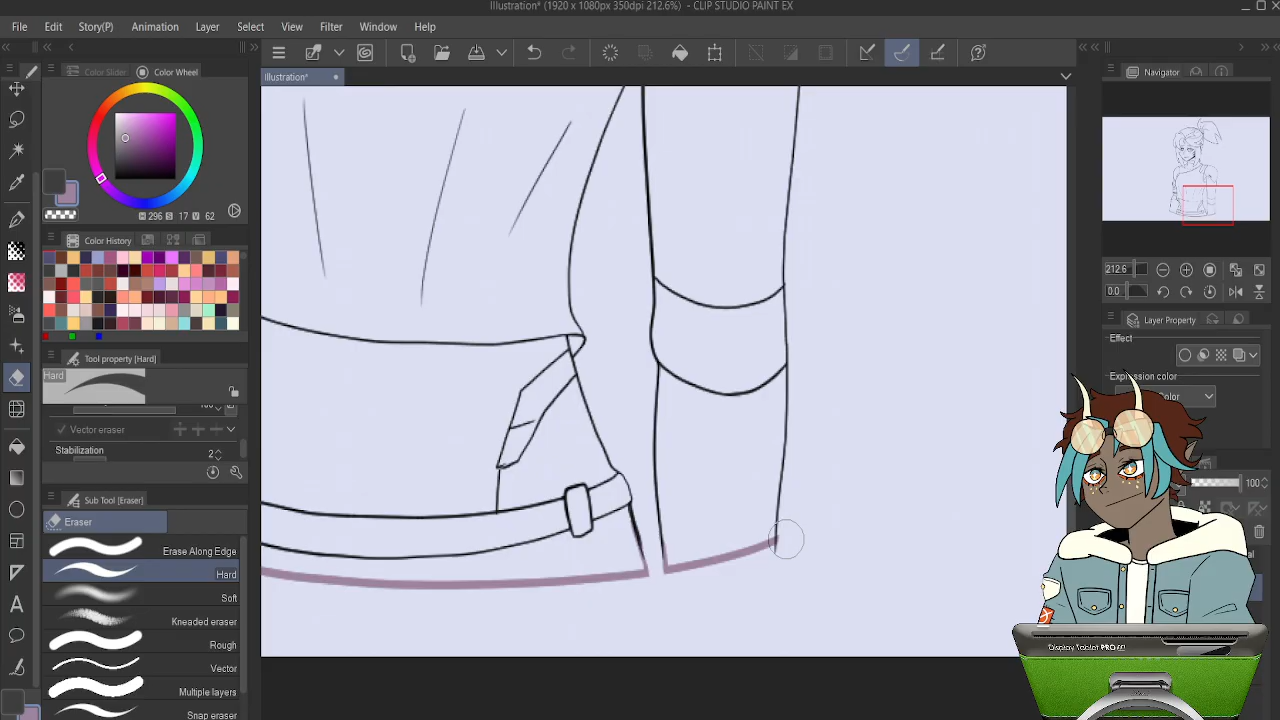 Illustration* (1920 x 1080px 350dpi 212.6%) - CLIP STUDIO PAINT EX
File Edit Story(P) Animation Layer Select View Filter Window Help
Illustration*
Color Slider Color Wheel
H 296 S 17 V 62
Color History
Tool property [Hard]
Hard
Vector eraser
Stabilization 2
Sub Tool [Eraser]
Eraser
Erase Along Edge
Hard
Soft
Kneaded eraser
Rough
Vector
Multiple layers
Snap eraser
Navigator
212.6
0.0
Layer Property
Effect
Expression color
100
Display Tablet PRO